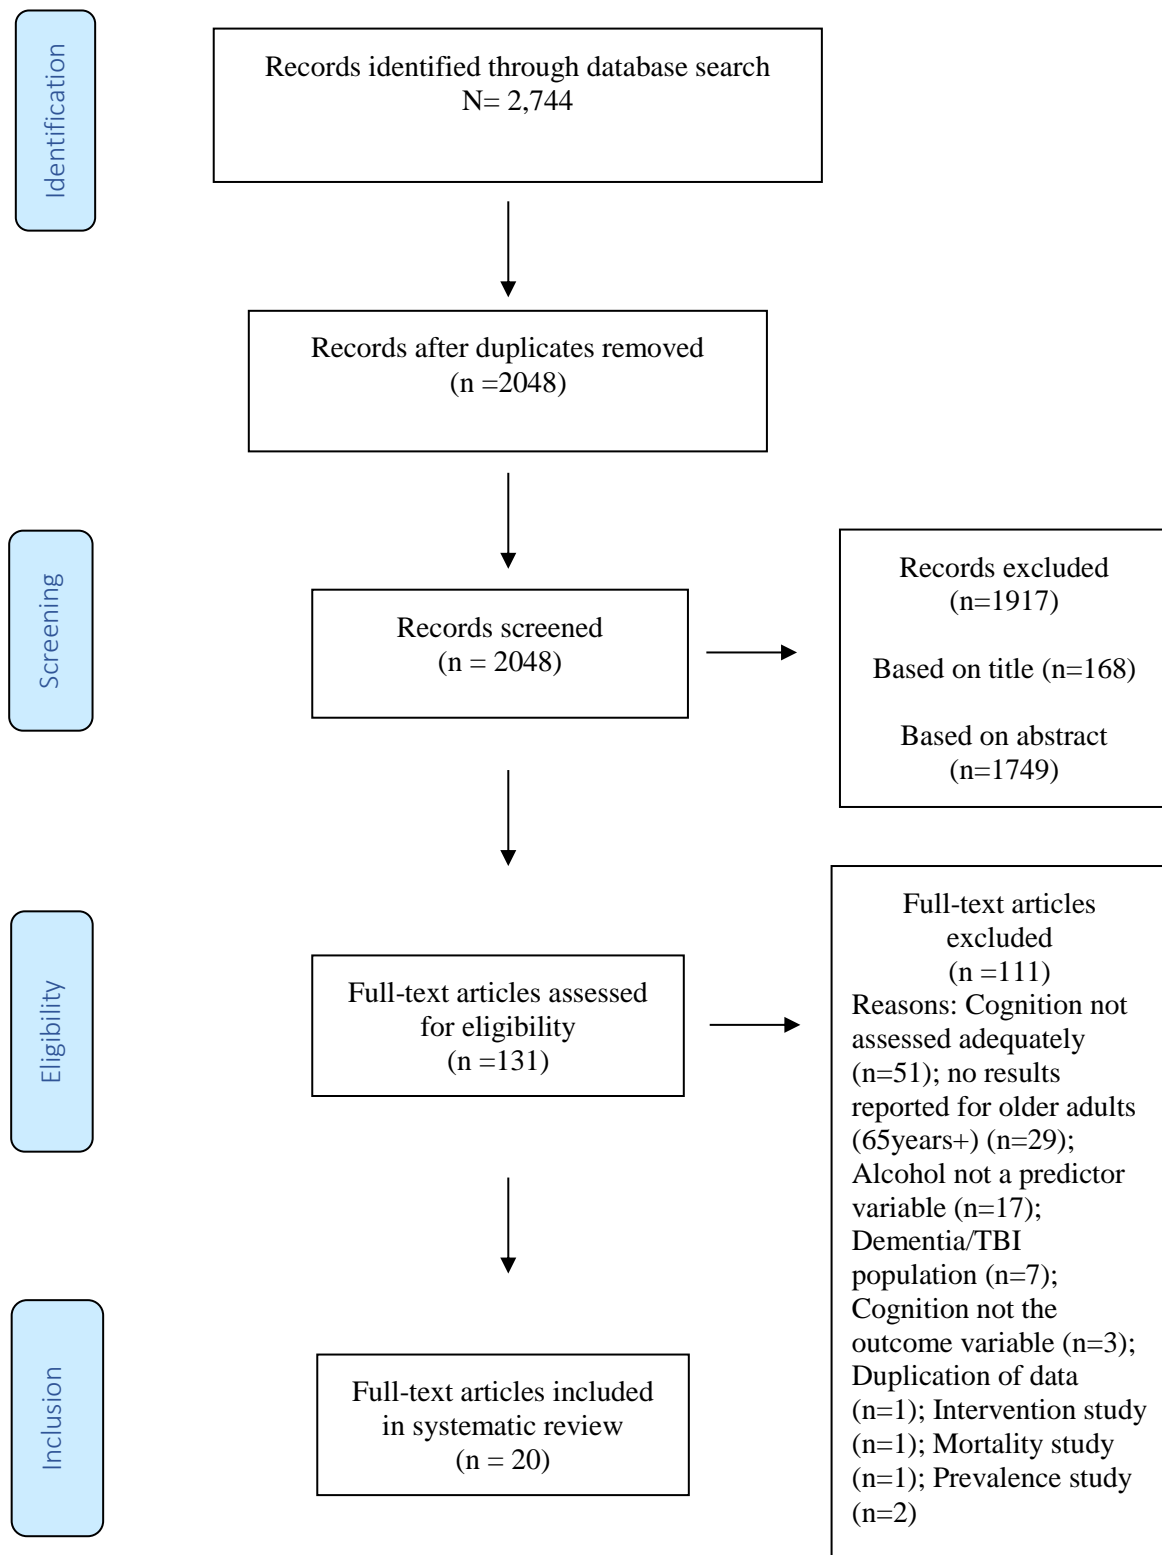 Identification
Records identified through database search
N= 2,744
Records after duplicates removed
(n =2048)
Screening
Records screened
(n = 2048)
Records excluded
(n=1917)
Based on title (n=168)
Based on abstract
(n=1749)
Eligibility
Full-text articles assessed
for eligibility
(n =131)
Full-text articles
excluded
(n =111)
Reasons: Cognition not
assessed adequately
(n=51); no results
reported for older adults
(65years+) (n=29);
Alcohol not a predictor
variable (n=17);
Dementia/TBI
population (n=7);
Cognition not the
outcome variable (n=3);
Duplication of data
(n=1); Intervention study
(n=1); Mortality study
(n=1); Prevalence study
(n=2)
Inclusion
Full-text articles included
in systematic review
(n = 20)